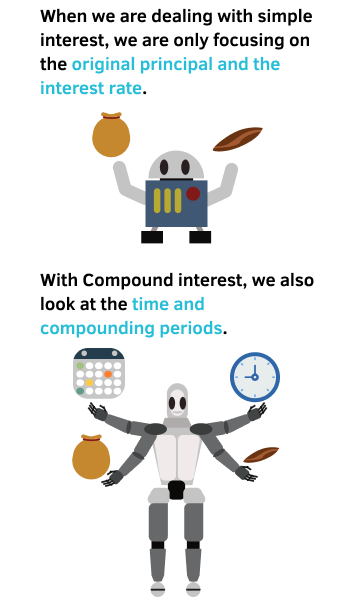 When we are dealing with simple
interest, we are only focusing on
the original principal and the
interest rate.
With Compound interest, we also
look at the time and
compounding periods.